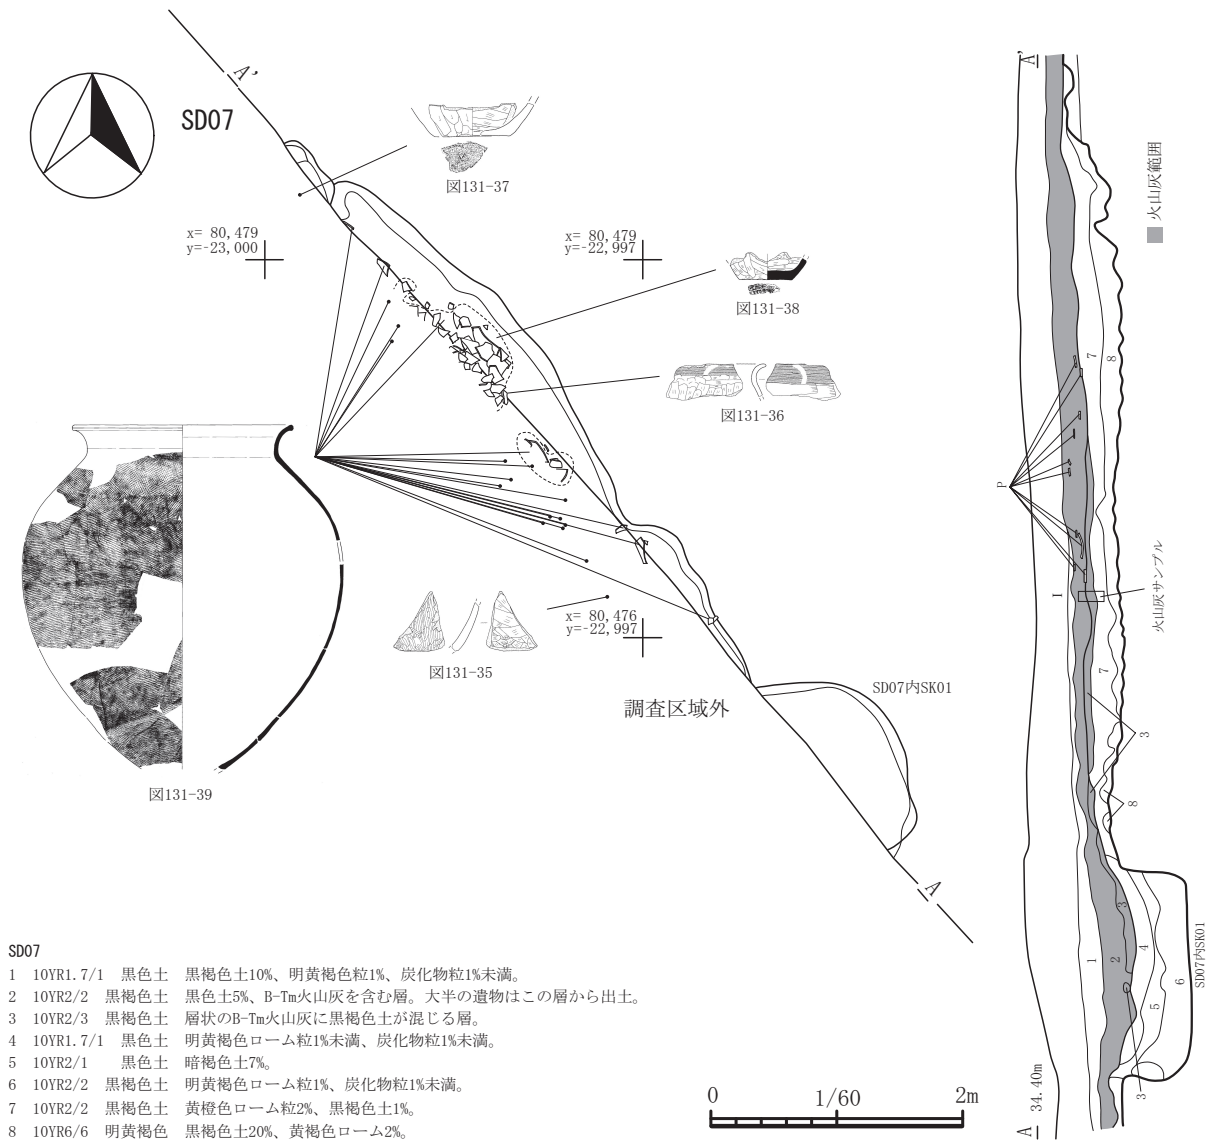 A'
SD07
図131-37
x= 80,479
y=-23,000
x= 80,479
y=-22,997
図131-38
図131-36
図131-39
図131-35
x= 80,476
y=-22,997
調査区域外
SD07内SK01
A
A'
火山灰範囲
7
8
P
I
火山灰サンプル
7
3
8
3
1
2
4
5
6
SD07内SK01
3
A 34.40m
0 1/60 2m
SD07
1 10YR1.7/1 黒色土 黒褐色土10%、明黄褐色粒1%、炭化物粒1%未満。
2 10YR2/2 黒褐色土 黒色土5%、B-Tm火山灰を含む層。大半の遺物はこの層から出土。
3 10YR2/3 黒褐色土 層状のB-Tm火山灰に黒褐色土が混じる層。
4 10YR1.7/1 黒色土 明黄褐色ローム粒1%未満、炭化物粒1%未満。
5 10YR2/1 黒色土 暗褐色土7%。
6 10YR2/2 黒褐色土 明黄褐色ローム粒1%、炭化物粒1%未満。
7 10YR2/2 黒褐色土 黄橙色ローム粒2%、黒褐色土1%。
8 10YR6/6 明黄褐色 黒褐色土20%、黄褐色ローム2%。